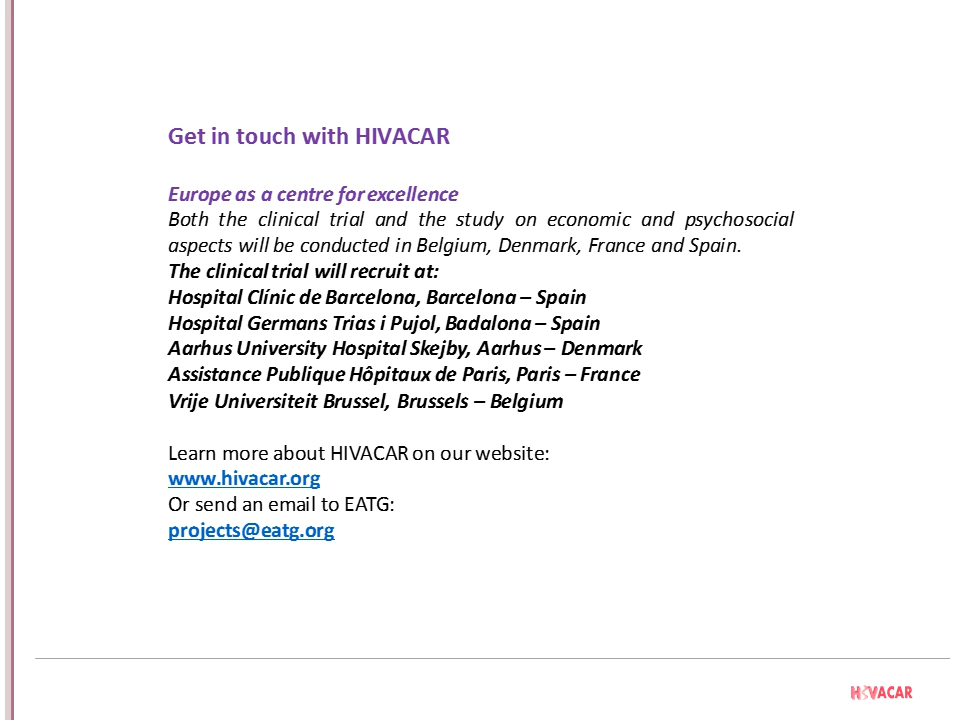 Get in touch with HIVACAR
Europe as a centre for excellence
Both the clinical trial and the study on economic and psychosocial
aspects will be conducted in Belgium, Denmark, France and Spain.
The clinical trial will recruit at:
Hospital Clínic de Barcelona, Barcelona – Spain
Hospital Germans Trias i Pujol, Badalona – Spain
Aarhus University Hospital Skejby, Aarhus – Denmark
Assistance Publique Hôpitaux de Paris, Paris – France
Vrije Universiteit Brussel, Brussels – Belgium
Learn more about HIVACAR on our website:
www.hivacar.org
Or send an email to EATG:
projects@eatg.org
HIVACAR